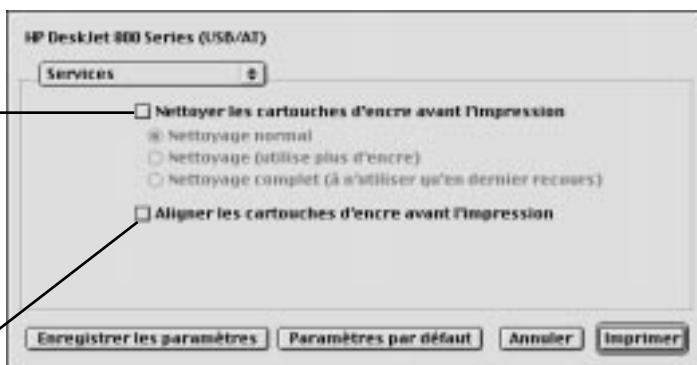 HP DeskJet 800 Series (USB/AT)
Services
Nettoyer les cartouches d'encre avant l'impression
Nettoyage normal
Nettoyage (utilise plus d'encre)
Nettoyage complet (à n'utiliser qu'en dernier recours)
Aligner les cartouches d'encre avant l'impression
Enregistrer les paramètres Paramètres par défaut Annuler Imprimer